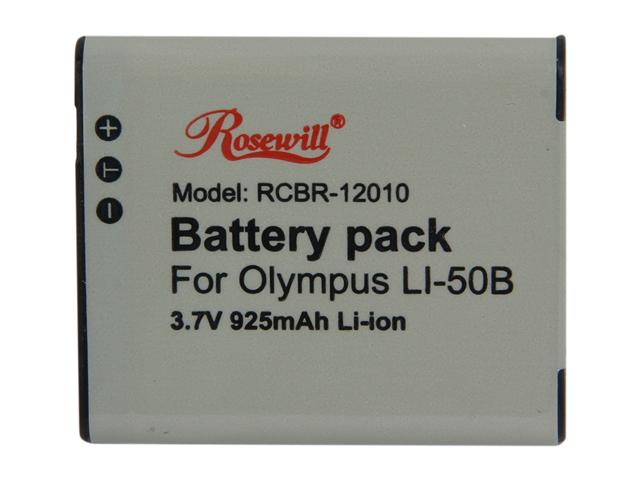 Rosewill®
Model: RCBR-12010
Battery pack
For Olympus LI-50B
3.7V 925mAh Li-ion
+
T
−